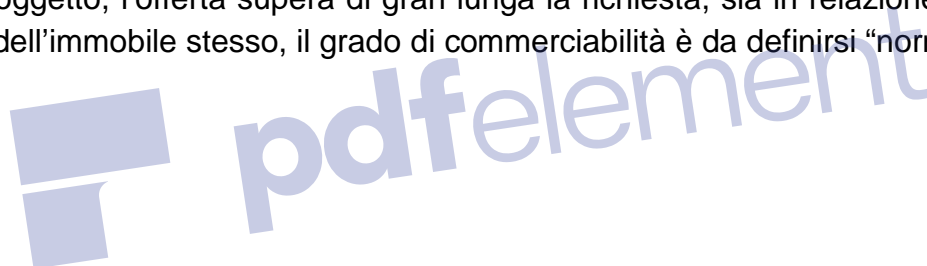 oggetto, l'offerta supera di gran lunga la richiesta, sia in relazione
dell'immobile stesso, il grado di commerciabilità è da definirsi "norm
pdfelement